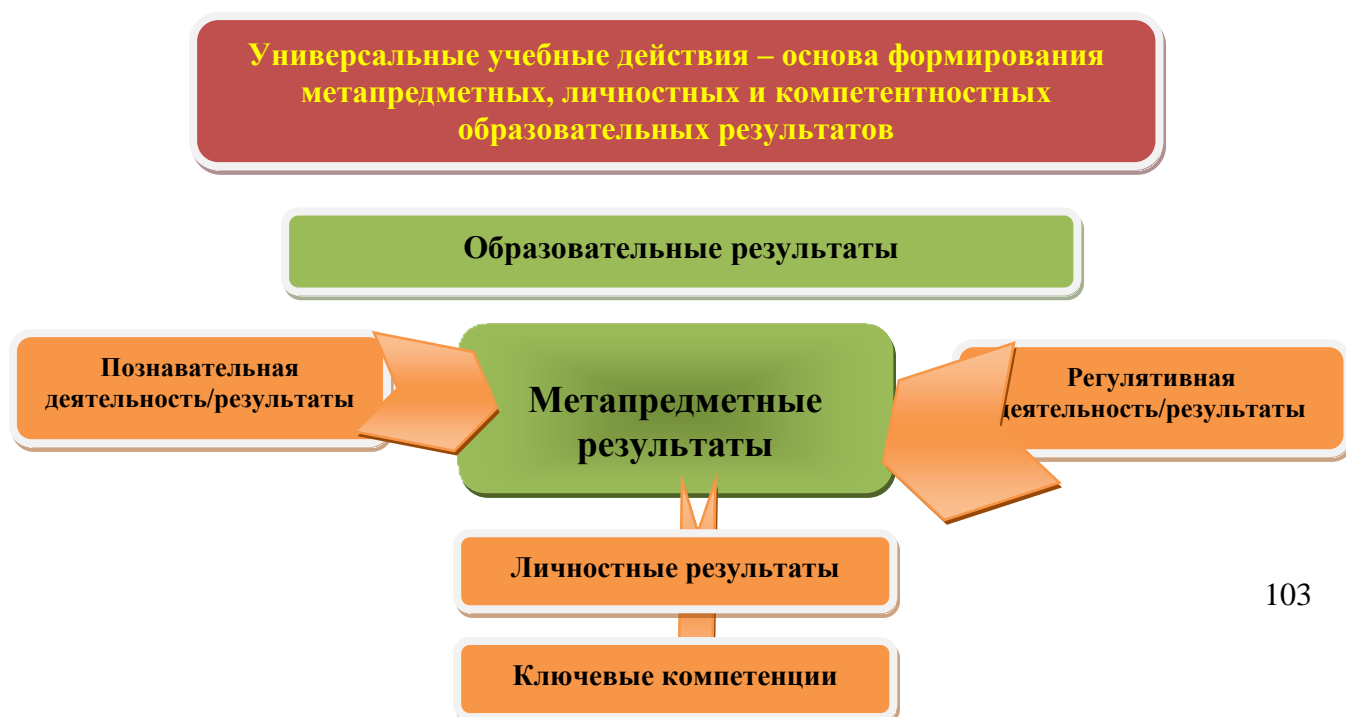 Универсальные учебные действия – основа формирования
метапредметных, личностных и компетентностных
образовательных результатов
Образовательные результаты
Познавательная
деятельность/результаты
Метапредметные
результаты
Регулятивная
деятельность/результаты
Личностные результаты
103
Ключевые компетенции